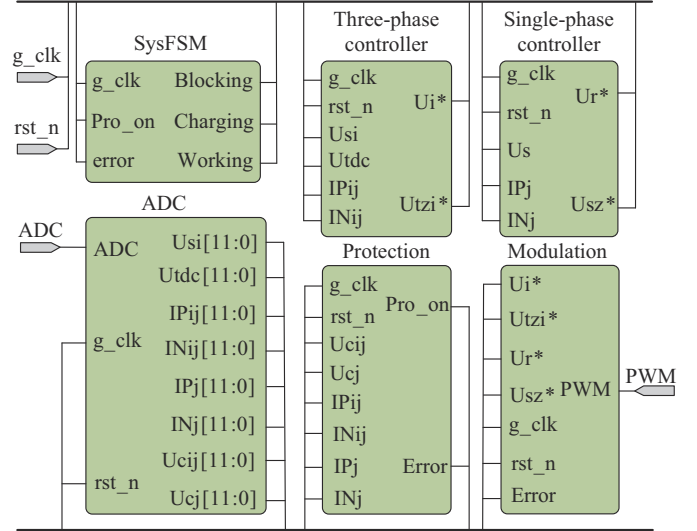 g_clk
rst_n
SysFSM
g_clk Blocking
Pro_on Charging
error Working
Three-phase
controller
g_clk
rst_n
Ui*
Usi
Utdc
IPij
INij
Utzi*
Single-phase
controller
g_clk
Ur*
rst_n
Us
IPj
Usz*
INj
ADC
ADC
ADC
g_clk
rst_n
Usi[11:0]
Utdc[11:0]
IPij[11:0]
INij[11:0]
IPj[11:0]
INj[11:0]
Ucij[11:0]
Ucj[11:0]
Protection
g_clk
Pro_on
rst_n
Ucij
Ucj
IPij
INij
IPj Error
INj
Modulation
Ui*
Utzi*
Ur*
Usz* PWM
g_clk
rst_n
Error
PWM